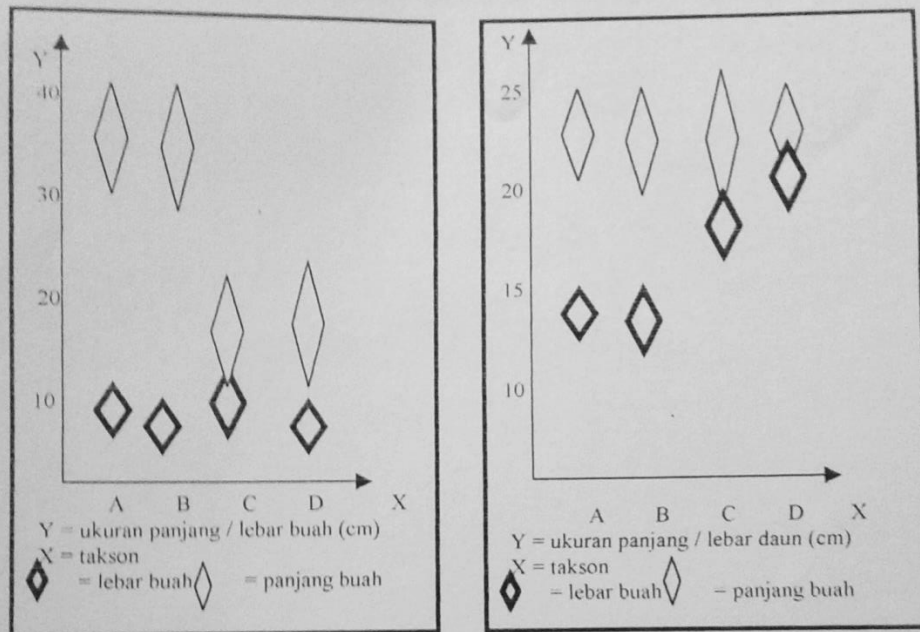 Y
40
30
20
10
A B C D X
Y = ukuran panjang / lebar buah (cm)
X = takson
= lebar buah = panjang buah
Y
25
20
15
10
A B C D X
Y = ukuran panjang / lebar daun (cm)
X = takson
= lebar buah = panjang buah